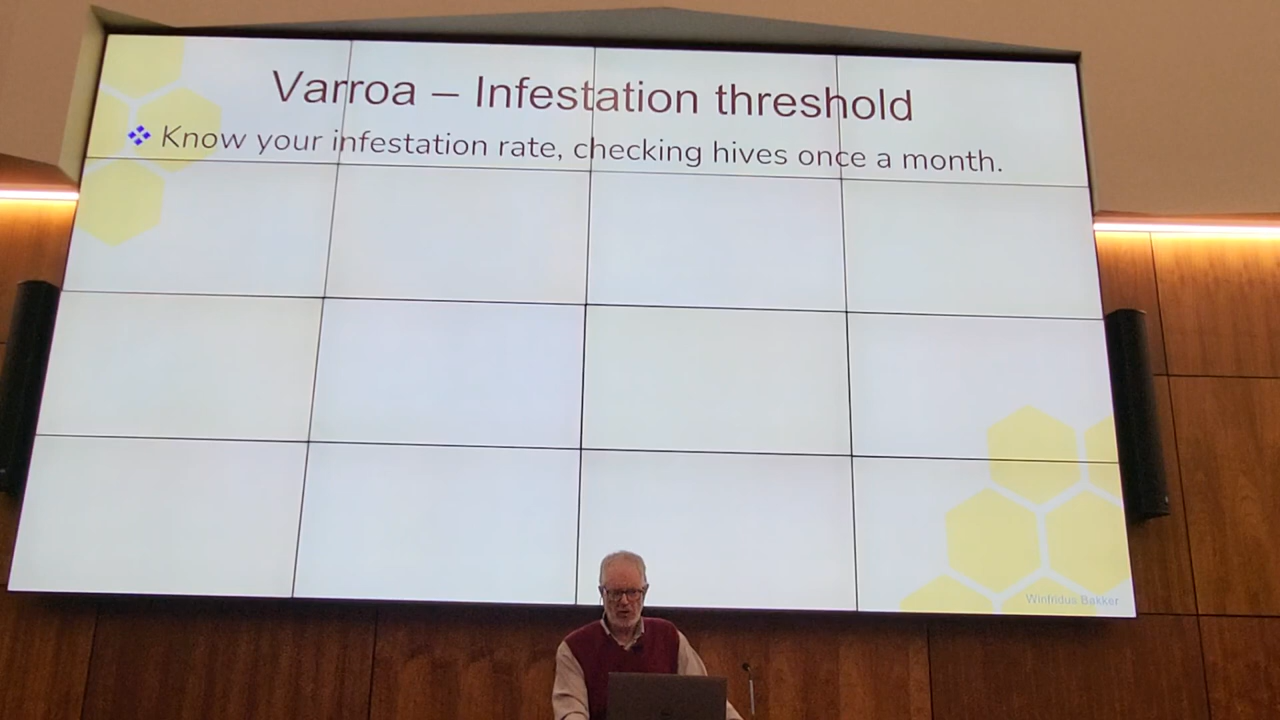 Varroa – Infestation threshold
❖ Know your infestation rate, checking hives once a month.
Winfridus Bakker